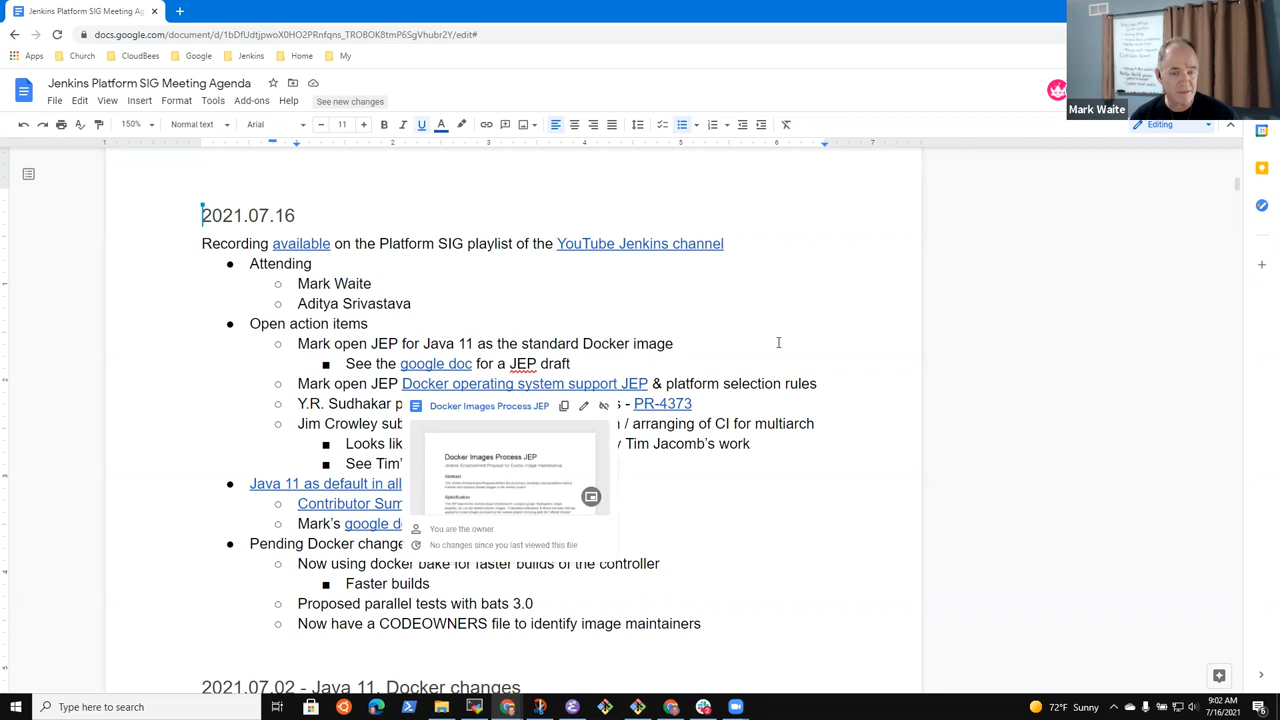 Jenkins Platform SIG Meeting Agenda
docs.google.com/document/d/
/edit#
Apps Church CloudBees Google Jenkins Home My
Jenkins Platform SIG Meeting Agenda
File Edit View Insert Format Tools Add-ons Help See new changes
150% Normal text Arial 11 Editing
Mark Waite
2 3 4 5 6 7
2021.07.16
Recording available on the Platform SIG playlist of the YouTube Jenkins channel
Attending
Mark Waite
Aditya Srivastava
Open action items
Mark open JEP for Java 11 as the standard Docker image
See the google doc for a JEP draft
Mark open JEP Docker operating system support JEP & platform selection rules
Y.R. Sudhakar p
s - PR-4373
Docker Images Process JEP
Jim Crowley sub
/ arranging of CI for multiarch
Looks lik
y Tim Jacomb's work
See Tim'
Docker Images Process JEP
Abstract
Specification
Java 11 as default in all
Contributor Sum
Mark's google d
You are the owner
Pending Docker change
No changes since you last viewed this file
Now using docker bake for faster builds of the controller
Faster builds
Proposed parallel tests with bats 3.0
Now have a CODEOWNERS file to identify image maintainers
2021.07.02 - Java 11, Docker changes
Type here to search
72°F Sunny
9:02 AM
7/16/2021